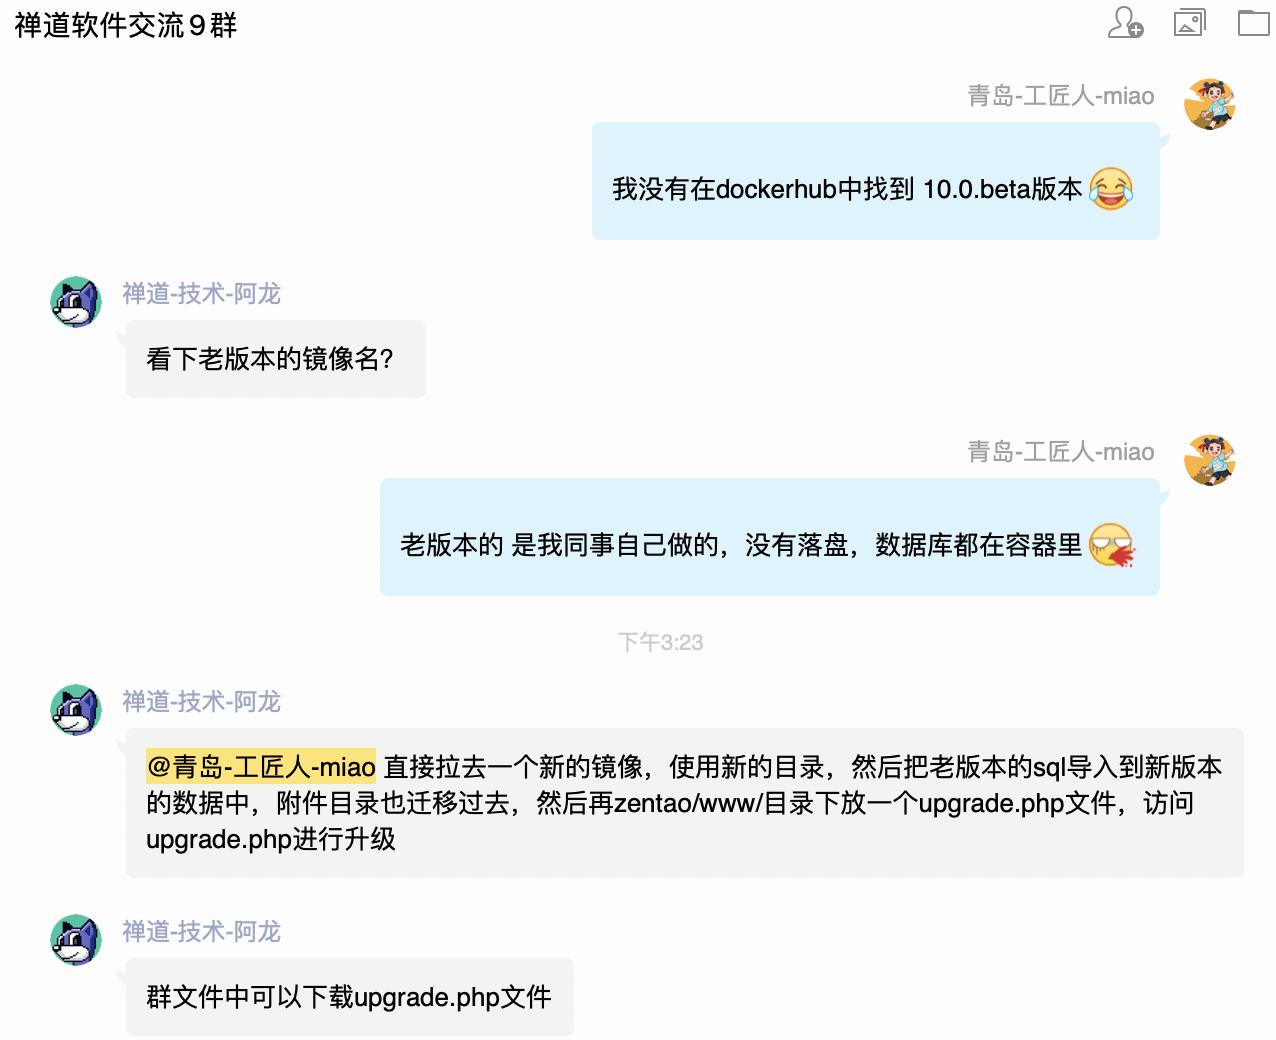 禅道软件交流9群
青岛-工匠人-miao
我没有在dockerhub中找到 10.0.beta版本
禅道-技术-阿龙
看下老版本的镜像名?
青岛-工匠人-miao
老版本的 是我同事自己做的，没有落盘，数据库都在容器里
下午3:23
禅道-技术-阿龙
@青岛-工匠人-miao 直接拉去一个新的镜像，使用新的目录，然后把老版本的sql导入到新版本
的数据中，附件目录也迁移过去，然后再zentao/www/目录下放一个upgrade.php文件，访问
upgrade.php进行升级
禅道-技术-阿龙
群文件中可以下载upgrade.php文件